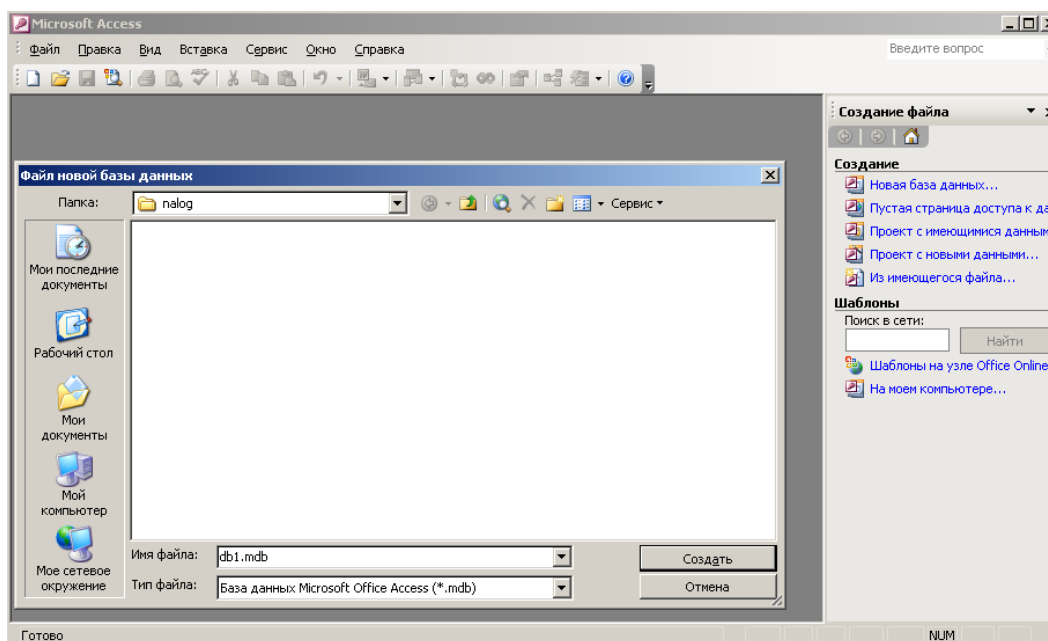 Microsoft Access
Файл Правка Вид Вставка Сервис Окно Справка Введите вопрос
Создание файла
Создание
Новая база данных...
Пустая страница доступа к да
Проект с имеющимися данным
Проект с новыми данными...
Из имеющегося файла...
Шаблоны
Поиск в сети:
Найти
Шаблоны на узле Office Online
На моем компьютере...
Файл новой базы данных
Папка: nalog Сервис
Мои последние
документы
Рабочий стол
Мои
документы
Мой
компьютер
Мое сетевое
окружение
Имя файла: db1.mdb Создать
Тип файла: База данных Microsoft Office Access (*.mdb) Отмена
Готово NUM